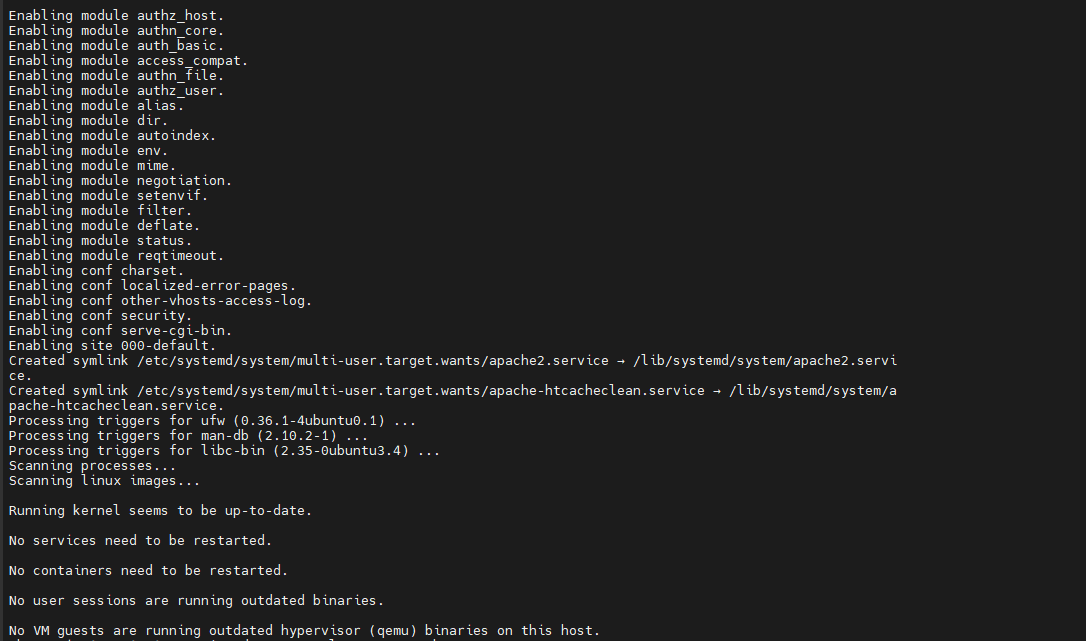 Enabling module authz_host.
Enabling module authn_core.
Enabling module auth_basic.
Enabling module access_compat.
Enabling module authn_file.
Enabling module authz_user.
Enabling module alias.
Enabling module dir.
Enabling module autoindex.
Enabling module env.
Enabling module mime.
Enabling module negotiation.
Enabling module setenvif.
Enabling module filter.
Enabling module deflate.
Enabling module status.
Enabling module reqtimeout.
Enabling conf charset.
Enabling conf localized-error-pages.
Enabling conf other-vhosts-access-log.
Enabling conf security.
Enabling conf serve-cgi-bin.
Enabling site 000-default.
Created symlink /etc/systemd/system/multi-user.target.wants/apache2.service → /lib/systemd/system/apache2.servi
ce.
Created symlink /etc/systemd/system/multi-user.target.wants/apache-htcacheclean.service → /lib/systemd/system/a
pache-htcacheclean.service.
Processing triggers for ufw (0.36.1-4ubuntu0.1) ...
Processing triggers for man-db (2.10.2-1) ...
Processing triggers for libc-bin (2.35-0ubuntu3.4) ...
Scanning processes...
Scanning linux images...
Running kernel seems to be up-to-date.
No services need to be restarted.
No containers need to be restarted.
No user sessions are running outdated binaries.
No VM guests are running outdated hypervisor (qemu) binaries on this host.